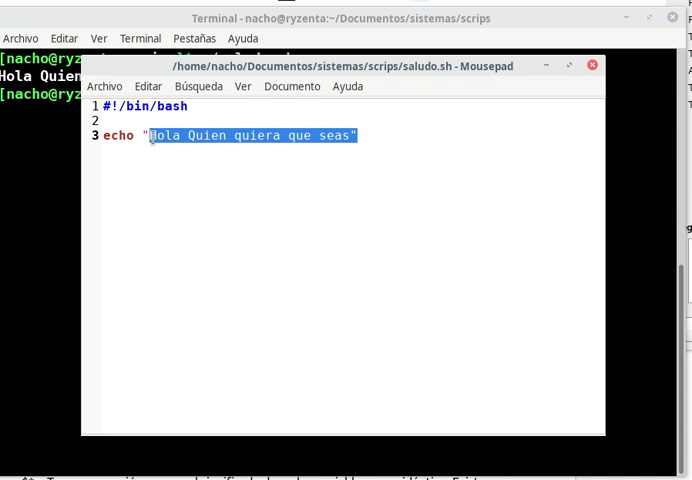 Terminal - nacho@ryzenta:~/Documentos/sistemas/scrips
Archivo Editar Ver Terminal Pestañas Ayuda
[nacho@ryz
Hola Quien
[nacho@ryz
/home/nacho/Documentos/sistemas/scrips/saludo.sh - Mousepad
Archivo Editar Búsqueda Ver Documento Ayuda
1 #!/bin/bash
2
3 echo "Hola Quien quiera que seas"